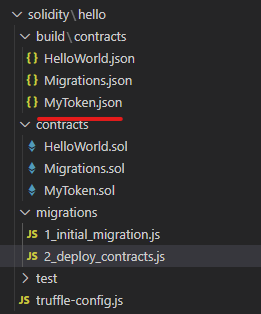 solidity\hello
build\contracts
{} HelloWorld.json
{} Migrations.json
{} MyToken.json
contracts
HelloWorld.sol
Migrations.sol
MyToken.sol
migrations
JS 1_initial_migration.js
JS 2_deploy_contracts.js
test
JS truffle-config.js